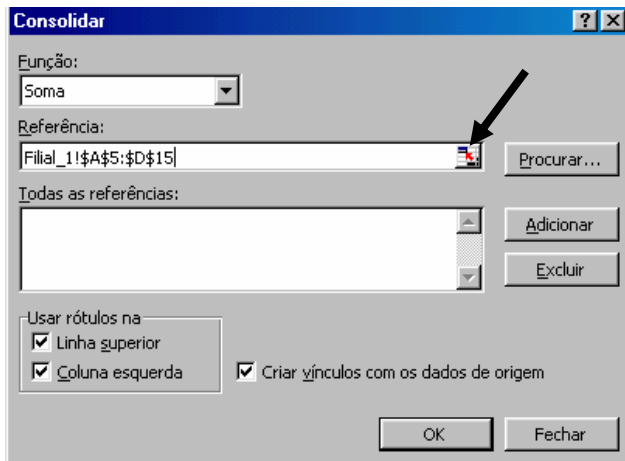 Consolidar
Função:
Soma
Referência:
Filial_1!$A$5:$D$15
Procurar...
Todas as referências:
Adicionar
Excluir
Usar rótulos na
Linha superior
Coluna esquerda
Criar vínculos com os dados de origem
OK
Fechar